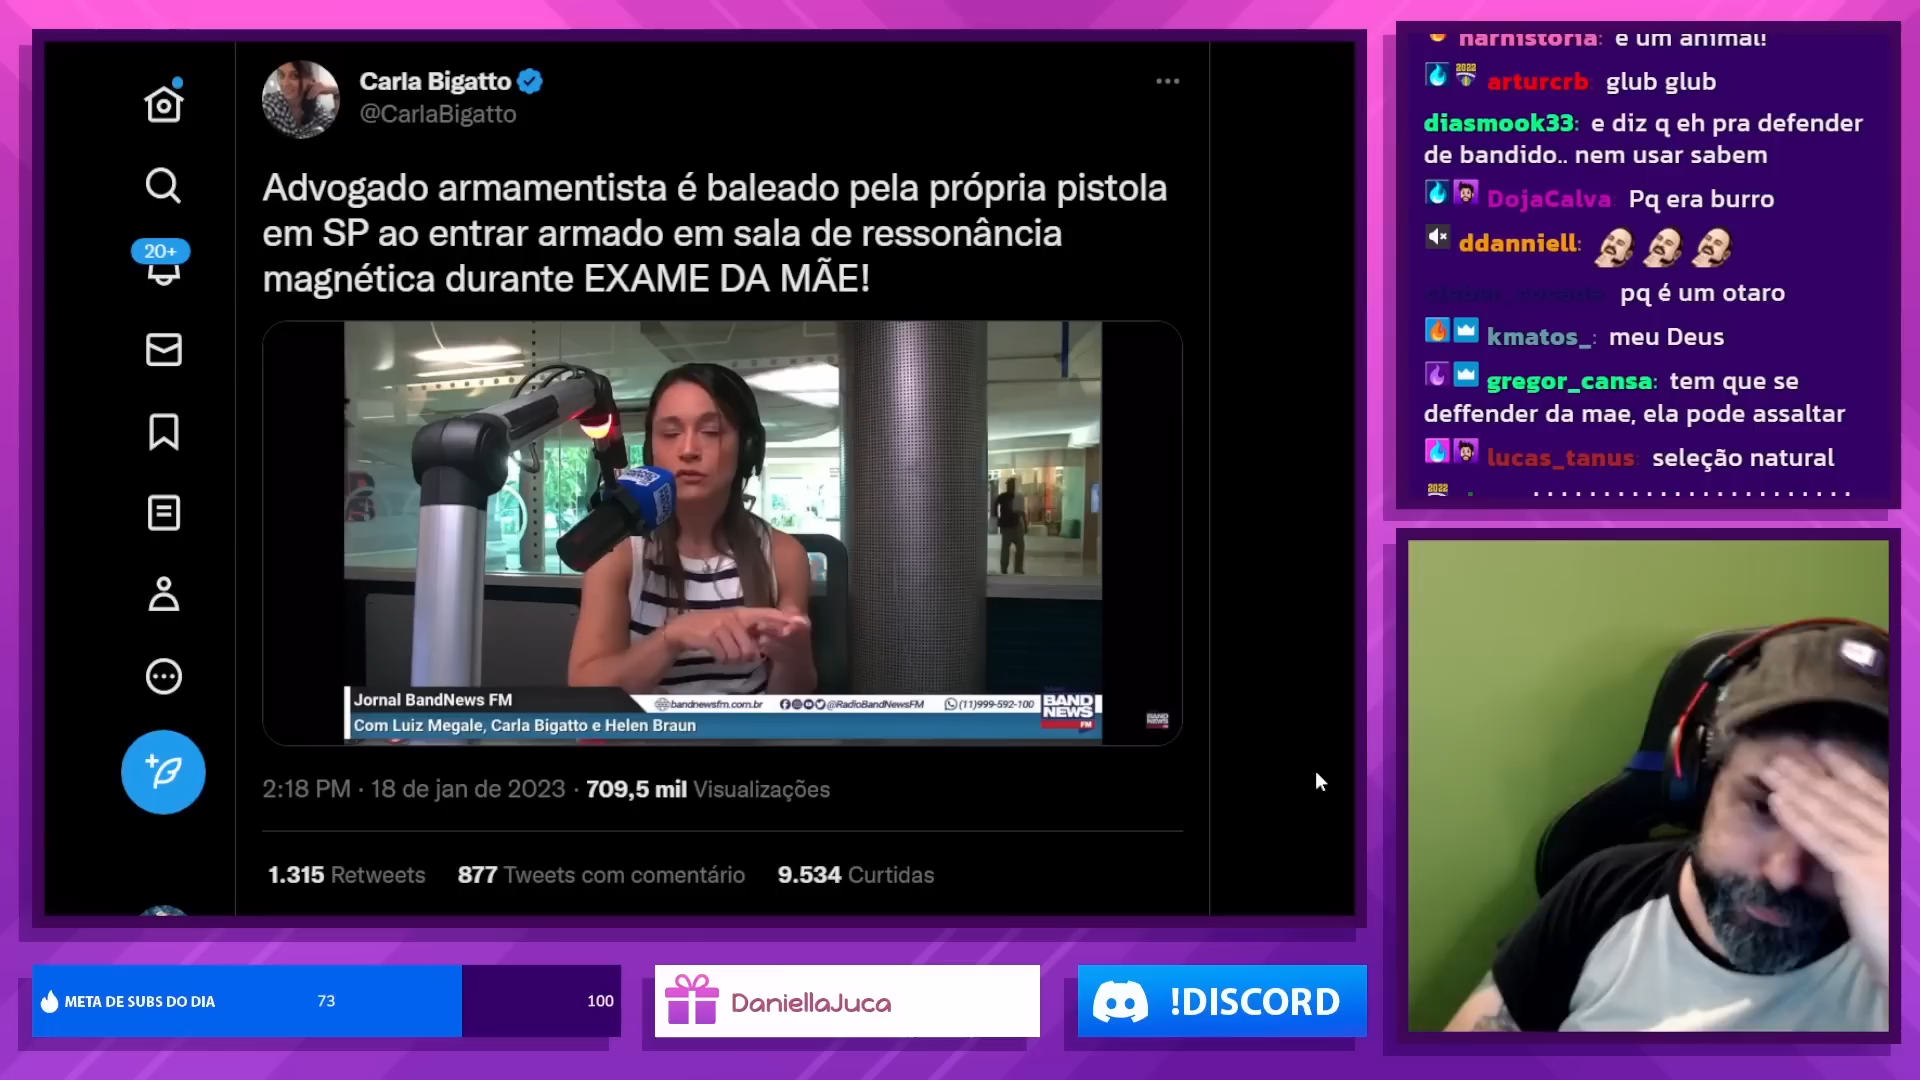 Carla Bigatto
@CarlaBigatto
20+
Advogado armamentista é baleado pela própria pistola
em SP ao entrar armado em sala de ressonância
magnética durante EXAME DA MÃE!
Jornal BandNews FM
bandnewsfm.com.br
@RadioBandNewsFM
(11)999-592-100
BAND
NEWS
FM
Com Luiz Megale, Carla Bigatto e Helen Braun
BAND
NEWS
2:18 PM · 18 de jan de 2023 · 709,5 mil Visualizações
1.315 Retweets 877 Tweets com comentário 9.534 Curtidas
narnistoria: e um animal!
2022
arturcrb: glub glub
diasmook33: e diz q eh pra defender
de bandido.. nem usar sabem
DojaCalva: Pq era burro
ddanniell:
pq é um otaro
kmatos_: meu Deus
gregor_cansa: tem que se
deffender da mae, ela pode assaltar
lucas_tanus: seleção natural
2022
META DE SUBS DO DIA 73 100
DaniellaJuca
!DISCORD